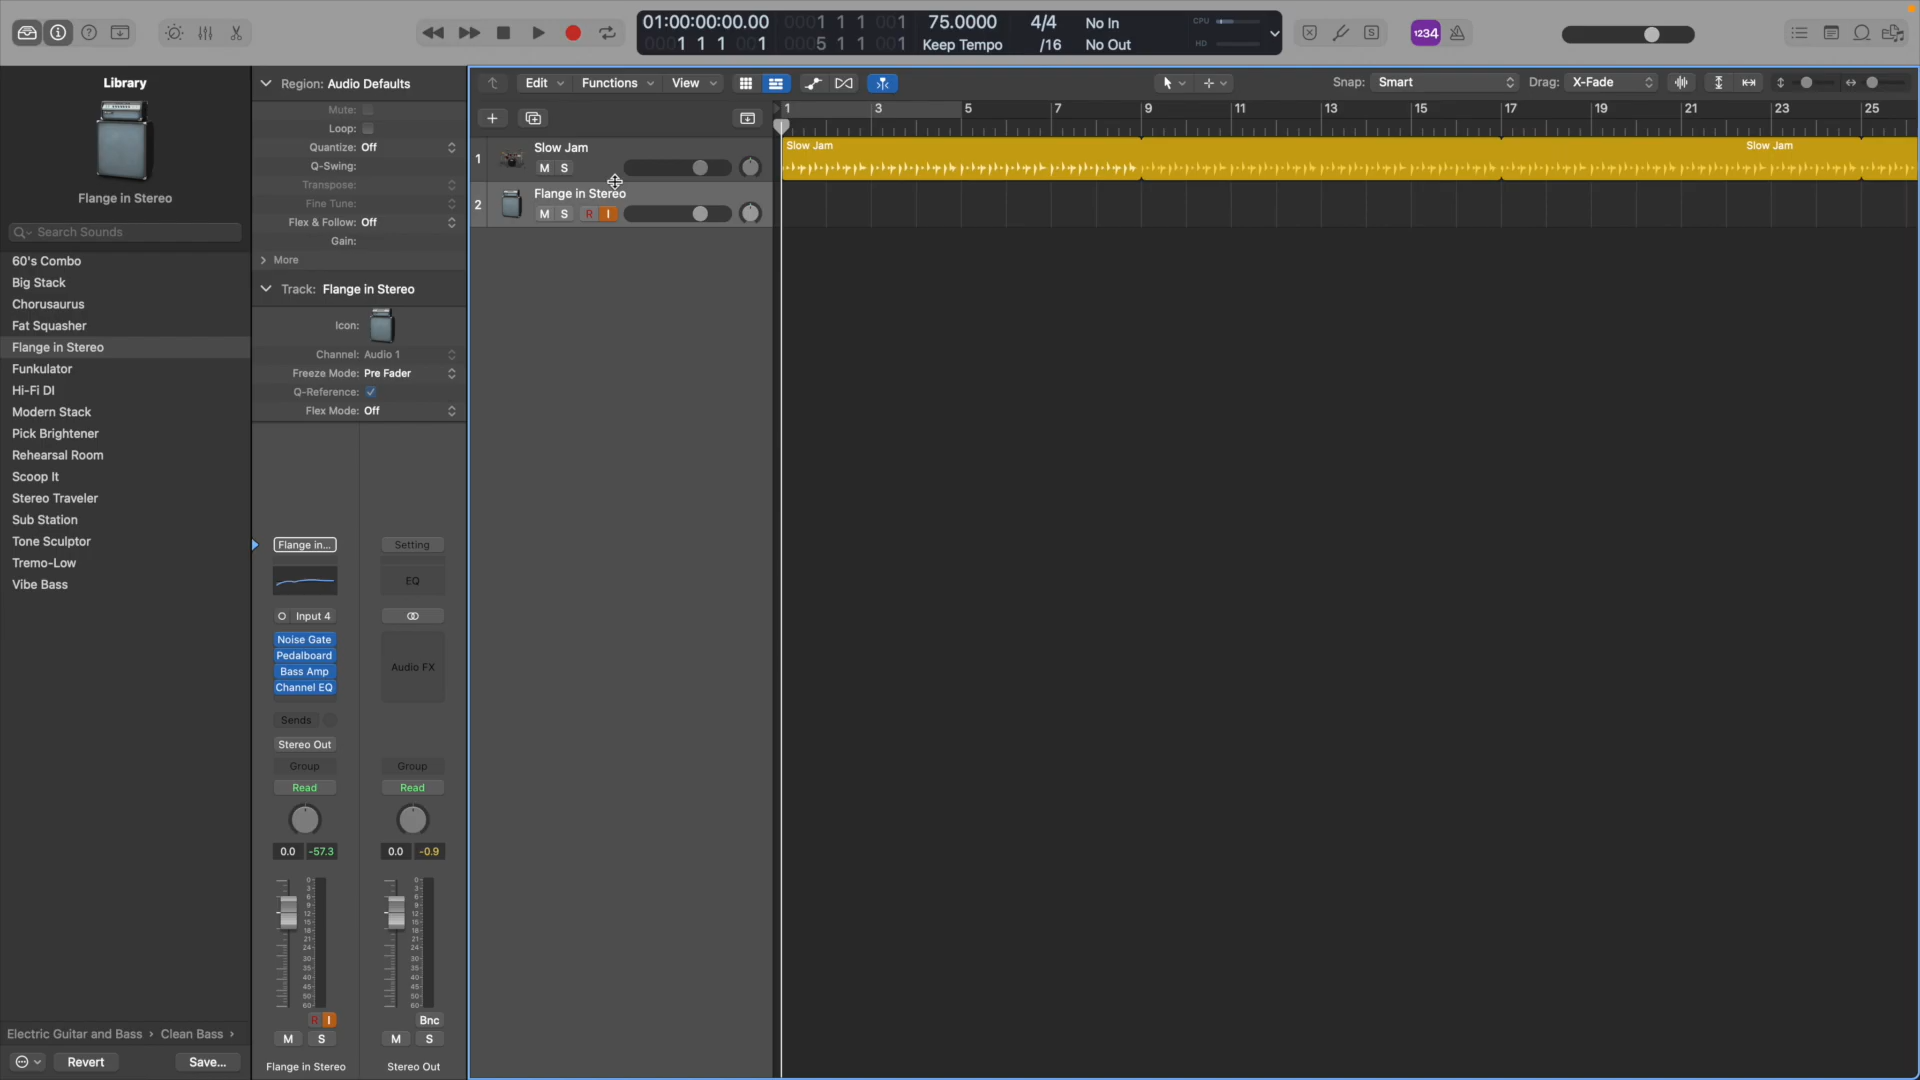 01:00:00:00.00
0001 1 1 001
75.0000
4/4
No In
CPU
0001 1 1 001
0005 1 1 001
Keep Tempo
/16
No Out
HD
1234
S
Library
Flange in Stereo
Search Sounds
60's Combo
Big Stack
Chorusaurus
Fat Squasher
Flange in Stereo
Funkulator
Hi-Fi DI
Modern Stack
Pick Brightener
Rehearsal Room
Scoop It
Stereo Traveler
Sub Station
Tone Sculptor
Tremo-Low
Vibe Bass
Electric Guitar and Bass › Clean Bass ›
Revert
Save...
Region: Audio Defaults
Mute:
Loop:
Quantize: Off
Q-Swing:
Transpose:
Fine Tune:
Flex & Follow: Off
Gain:
More
Track: Flange in Stereo
Icon:
Channel: Audio 1
Freeze Mode: Pre Fader
Q-Reference:
Flex Mode: Off
Flange in...
Setting
EQ
Input 4
Noise Gate
Pedalboard
Bass Amp
Channel EQ
Audio FX
Sends
Stereo Out
Group
Group
Read
Read
0.0
-57.3
0.0
-0.9
R I
Bnc
M S
M S
Flange in Stereo
Stereo Out
Edit
Functions
View
Snap: Smart
Drag: X-Fade
1 3 5 7 9 11 13 15 17 19 21 23 25
1
Slow Jam
M S
Slow Jam
Slow Jam
2
Flange in Stereo
M S R I